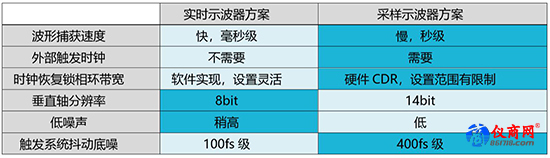 实时示波器方案 采样示波器方案
波形捕获速度 快，毫秒级 慢，秒级
外部触发时钟 不需要 需要
时钟恢复锁相环带宽 软件实现，设置灵活 硬件 CDR，设置范围有限制
垂直轴分辨率 8bit 14bit
低噪声 稍高 低
触发系统抖动底噪 100fs 级 400fs 级
仪商网
861718.com